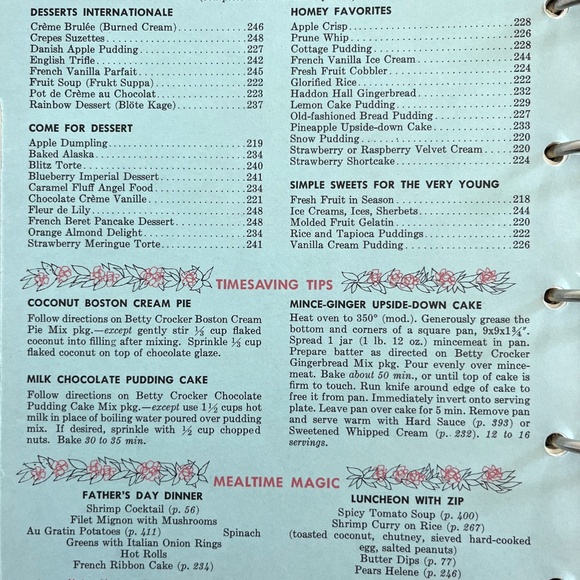 DESSERTS INTERNATIONALE
Crème Brulée (Burned Cream) 246
Crepes Suzettes 248
Danish Apple Pudding 227
English Trifle 242
French Vanilla Parfait 245
Fruit Soup (Frukt Suppa) 222
Pot de Crème au Chocolat 223
Rainbow Dessert (Blöte Kage) 237
COME FOR DESSERT
Apple Dumpling 219
Baked Alaska 234
Blitz Torte 240
Blueberry Imperial Dessert 241
Caramel Fluff Angel Food 234
Chocolate Crème Vanille 221
Fleur de Lily 248
French Beret Pancake Dessert 248
Orange Almond Delight 234
Strawberry Meringue Torte 241
HOMEY FAVORITES
Apple Crisp 228
Prune Whip 228
Cottage Pudding 228
French Vanilla Ice Cream 244
Fresh Fruit Cobbler 224
Glorified Rice 222
Haddon Hall Gingerbread 232
Lemon Cake Pudding 229
Old-fashioned Bread Pudding 227
Pineapple Upside-down Cake 233
Snow Pudding 220
Strawberry or Raspberry Velvet Cream 220
Strawberry Shortcake 224
SIMPLE SWEETS FOR THE VERY YOUNG
Fresh Fruit in Season 218
Ice Creams, Ices, Sherbets 244
Molded Fruit Gelatin 220
Rice and Tapioca Puddings 222
Vanilla Cream Pudding 226
TIMESAVING TIPS
COCONUT BOSTON CREAM PIE
Follow directions on Betty Crocker Boston Cream
Pie Mix pkg.—except gently stir ⅓ cup flaked
coconut into filling after mixing. Sprinkle ⅓ cup
flaked coconut on top of chocolate glaze.
MILK CHOCOLATE PUDDING CAKE
Follow directions on Betty Crocker Chocolate
Pudding Cake Mix pkg.—except use 1⅓ cups hot
milk in place of boiling water poured over pudding
mix. If desired, sprinkle with ½ cup chopped
nuts. Bake 30 to 35 min.
MINCE-GINGER UPSIDE-DOWN CAKE
Heat oven to 350° (mod.). Generously grease the
bottom and corners of a square pan, 9x9x1¾".
Spread 1 jar (1 lb. 12 oz.) mincemeat in pan.
Prepare batter as directed on Betty Crocker
Gingerbread Mix pkg. Pour evenly over mince-
meat. Bake about 50 min., or until top of cake is
firm to touch. Run knife around edge of cake to
free it from pan. Immediately invert onto serving
plate. Leave pan over cake for 5 min. Remove pan
and serve warm with Hard Sauce (p. 393) or
Sweetened Whipped Cream (p. 232). 12 to 16
servings.
MEALTIME MAGIC
FATHER'S DAY DINNER
Shrimp Cocktail (p. 56)
Filet Mignon with Mushrooms
Au Gratin Potatoes (p. 411) Spinach
Greens with Italian Onion Rings
Hot Rolls
French Ribbon Cake (p. 234)
LUNCHEON WITH ZIP
Spicy Tomato Soup (p. 400)
Shrimp Curry on Rice (p. 267)
(toasted coconut, chutney, sieved hard-cooked
egg, salted peanuts)
Butter Dips (p. 77)
Pears Helene (p. 246)